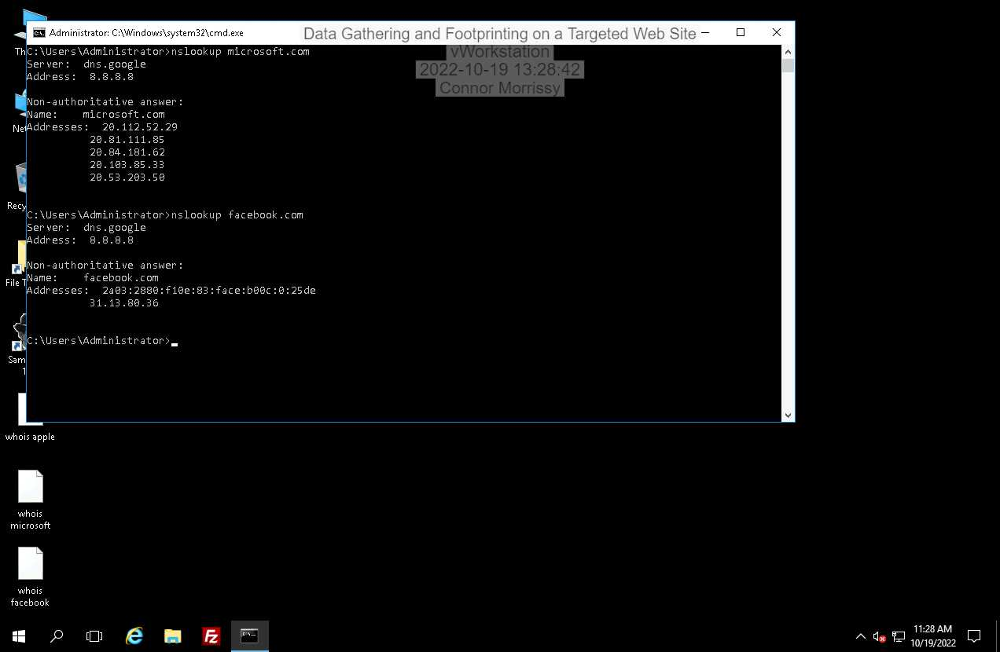 Administrator: C:\Windows\system32\cmd.exe
Data Gathering and Footprinting on a Targeted Web Site
vWorkstation
2022-10-19 13:28:42
Connor Morrissy
C:\Users\Administrator>nslookup microsoft.com
Server:  dns.google
Address:  8.8.8.8
Non-authoritative answer:
Name:    microsoft.com
Addresses:  20.112.52.29
20.81.111.85
20.84.181.62
20.103.85.33
20.53.203.50
C:\Users\Administrator>nslookup facebook.com
Server:  dns.google
Address:  8.8.8.8
Non-authoritative answer:
Name:    facebook.com
Addresses:  2a03:2880:f10e:83:face:b00c:0:25de
31.13.80.36
C:\Users\Administrator>
Th
Net
Recy
File T
Sam
1
whois apple
whois
microsoft
whois
facebook
11:28 AM
10/19/2022